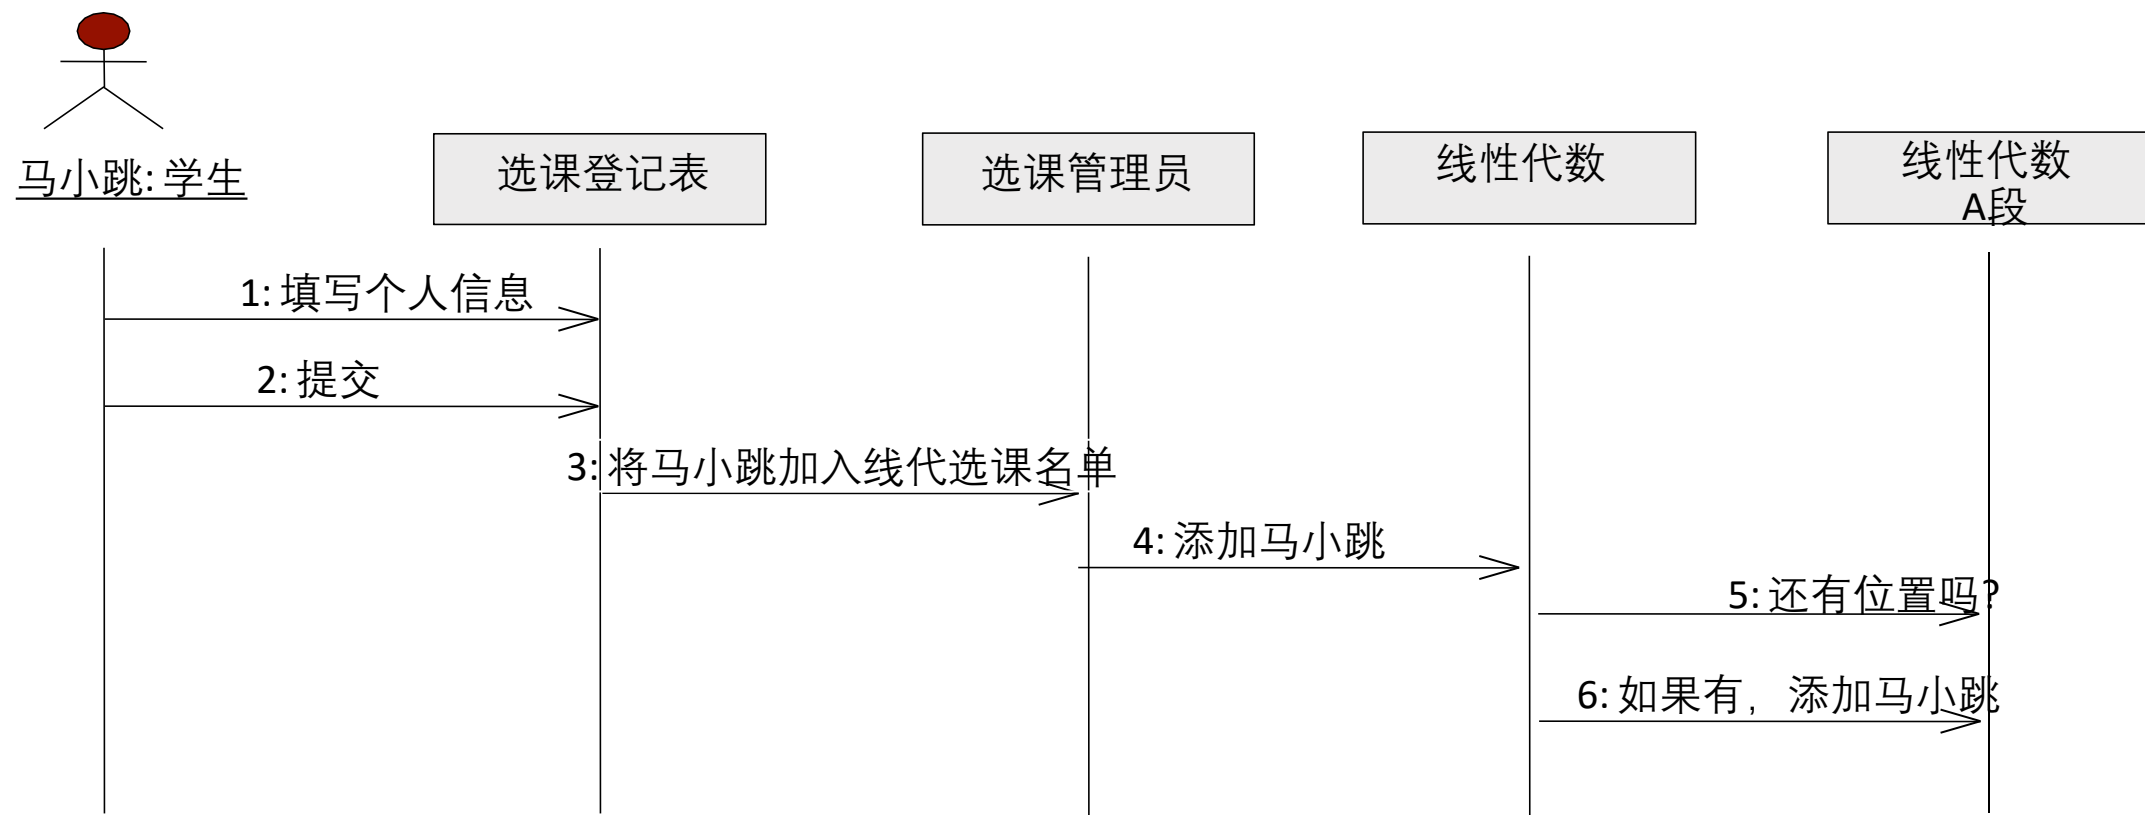 马小跳: 学生
选课登记表
选课管理员
线性代数
线性代数
A段
1: 填写个人信息
2: 提交
3: 将马小跳加入线代选课名单
4: 添加马小跳
5: 还有位置吗?
6: 如果有，添加马小跳